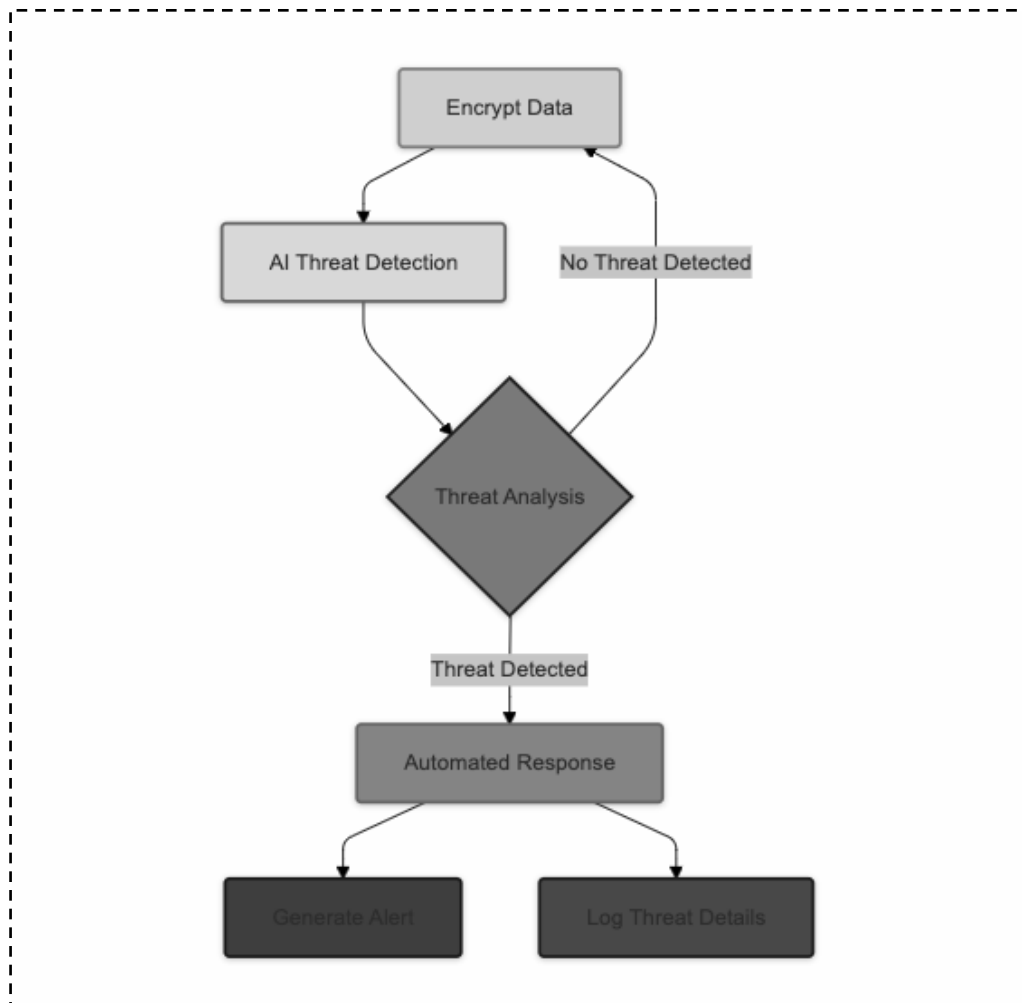 Encrypt Data
AI Threat Detection
No Threat Detected
Threat Analysis
Threat Detected
Automated Response
Generate Alert
Log Threat Details